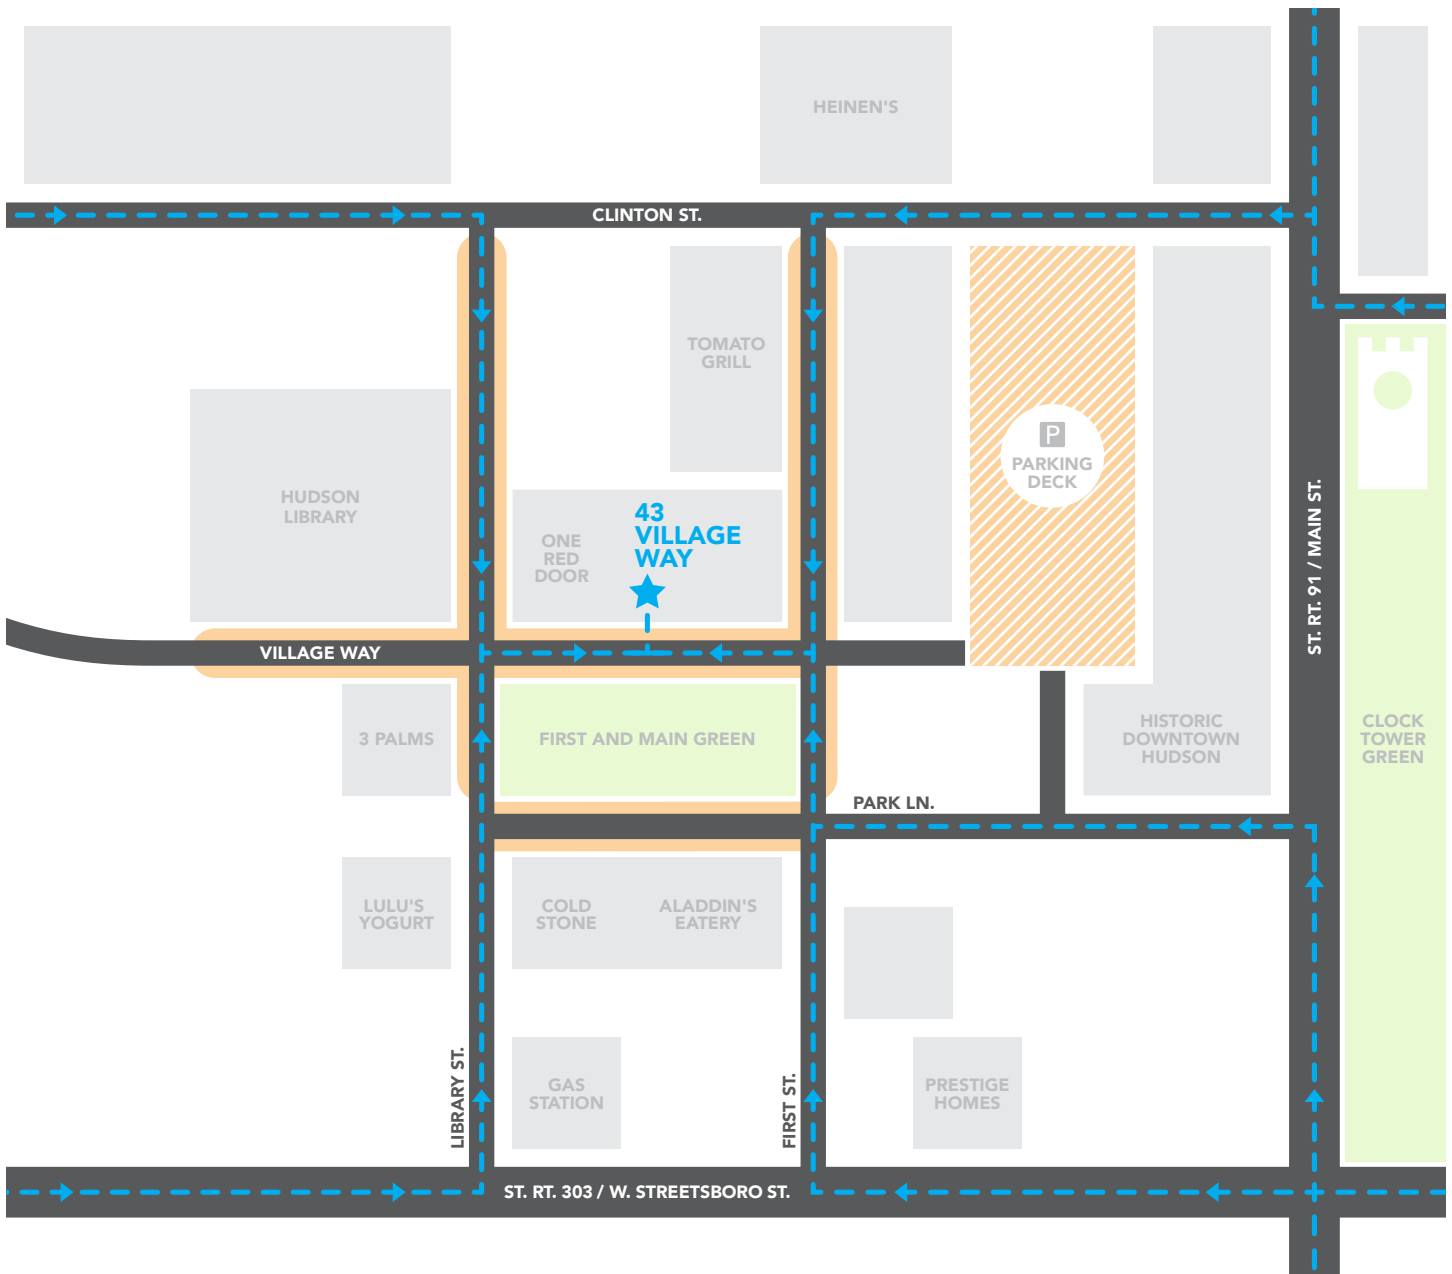 HEINEN'S
CLINTON ST.
TOMATO
GRILL
P
PARKING
DECK
HUDSON
LIBRARY
43
VILLAGE
WAY
ONE
RED
DOOR
ST. RT. 91 / MAIN ST.
VILLAGE WAY
3 PALMS
FIRST AND MAIN GREEN
HISTORIC
DOWNTOWN
HUDSON
CLOCK
TOWER
GREEN
PARK LN.
LULU'S
YOGURT
COLD
STONE
ALADDIN'S
EATERY
LIBRARY ST.
GAS
STATION
FIRST ST.
PRESTIGE
HOMES
ST. RT. 303 / W. STREETSBORO ST.